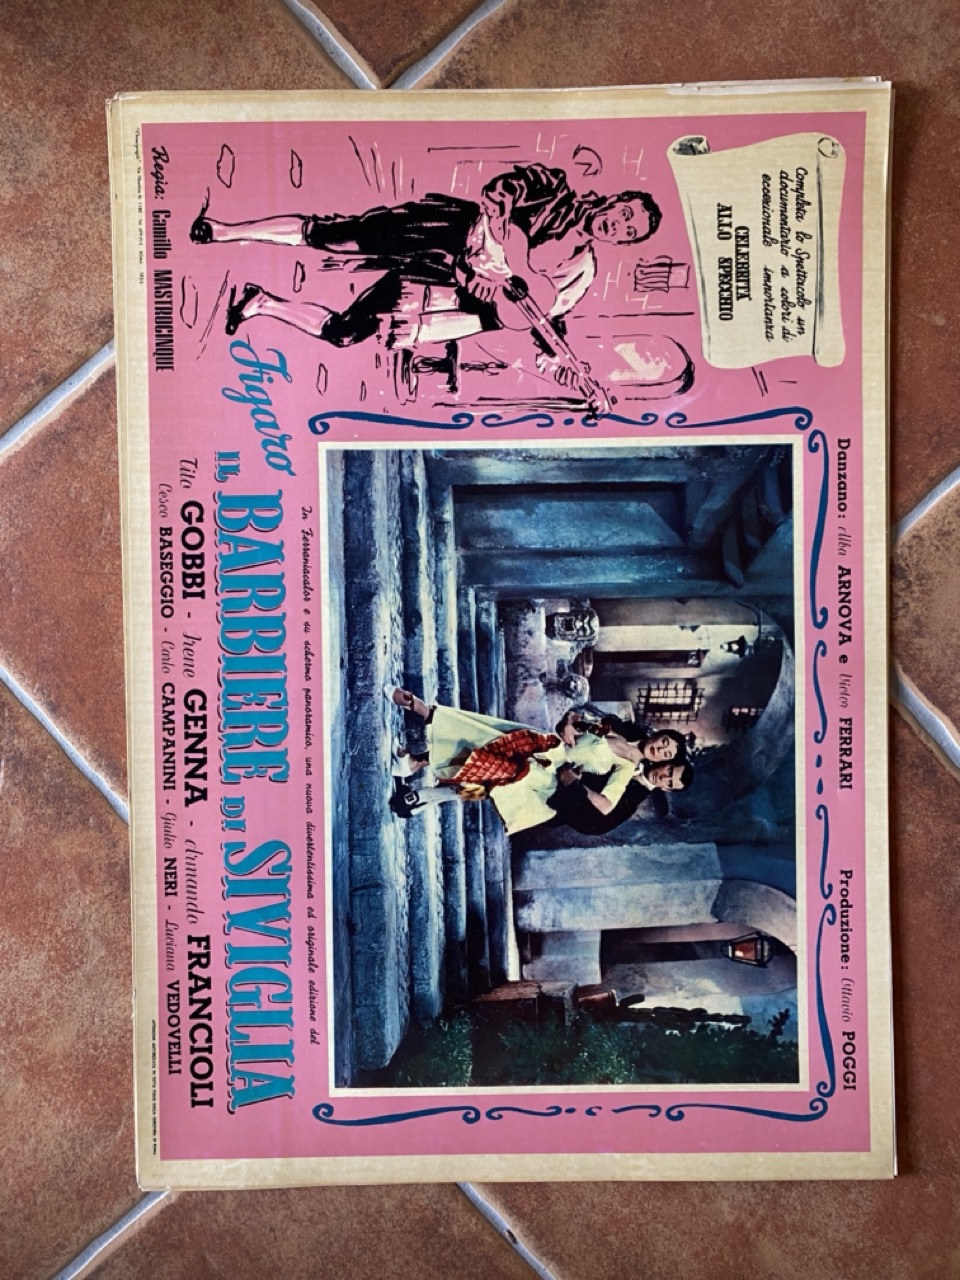 Danzano: Alba ARNOVA e Victor FERRARI
Produzione: Ottavio POGGI
Completa lo Spettacolo un
documentario a colori di
eccezionale importanza
CELEBRITÀ
ALLO SPECCHIO
In Ferraniacolor e su schermo panoramico, una nuova divertentissima ed originale edizione del
Figaro
IL BARBIERE DI SIVIGLIA
Tito GOBBI - Irene GENNA - Armando FRANCIOLI
Cesco BASEGGIO - Carlo CAMPANINI - Giulio NERI - Luciana VEDOVELLI
Regìa: Camillo MASTROCINQUE